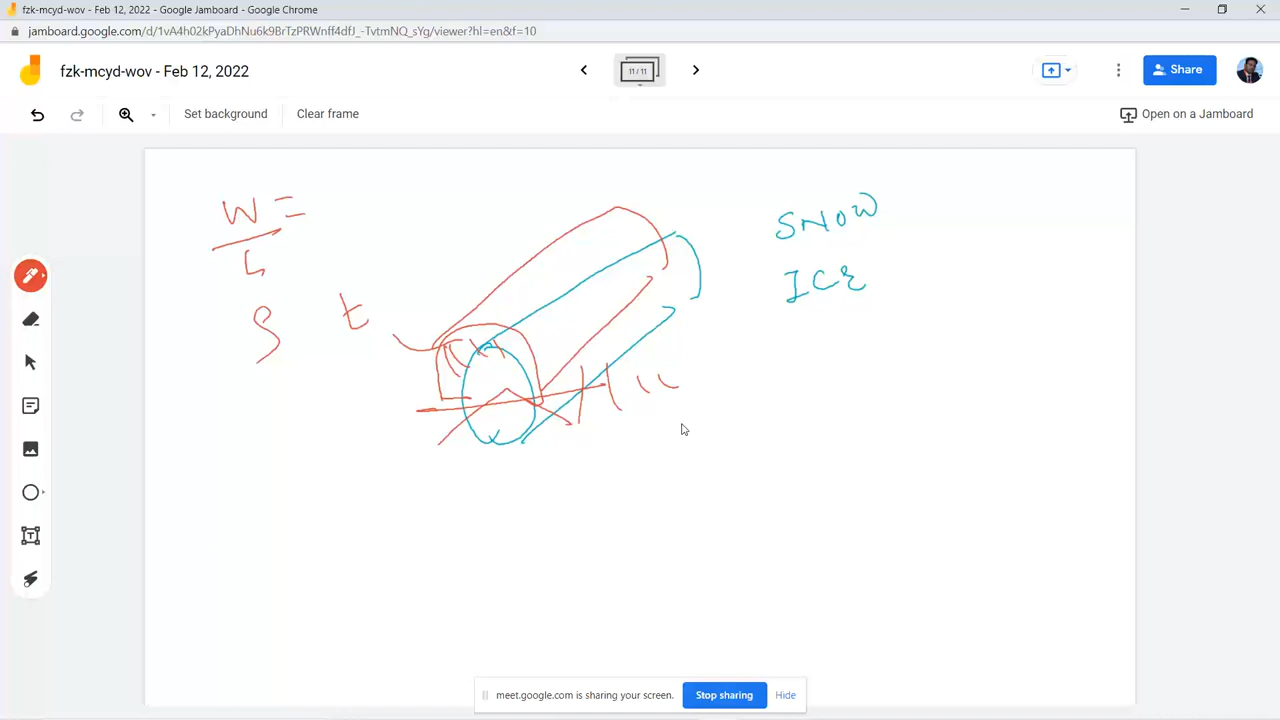 fzk-mcyd-wov - Feb 12, 2022 - Google Jamboard - Google Chrome
jamboard.google.com/d/1vA4h02kPyaDhNu6k9BrTzPRWnff4dfJ_-TvtmNQ_sYg/viewer?hl=en&f=10
fzk-mcyd-wov - Feb 12, 2022
11 / 11
Share
Set background
Clear frame
Open on a Jamboard
W =
L
ρ
t
SNOW
ICE
meet.google.com is sharing your screen.
Stop sharing
Hide